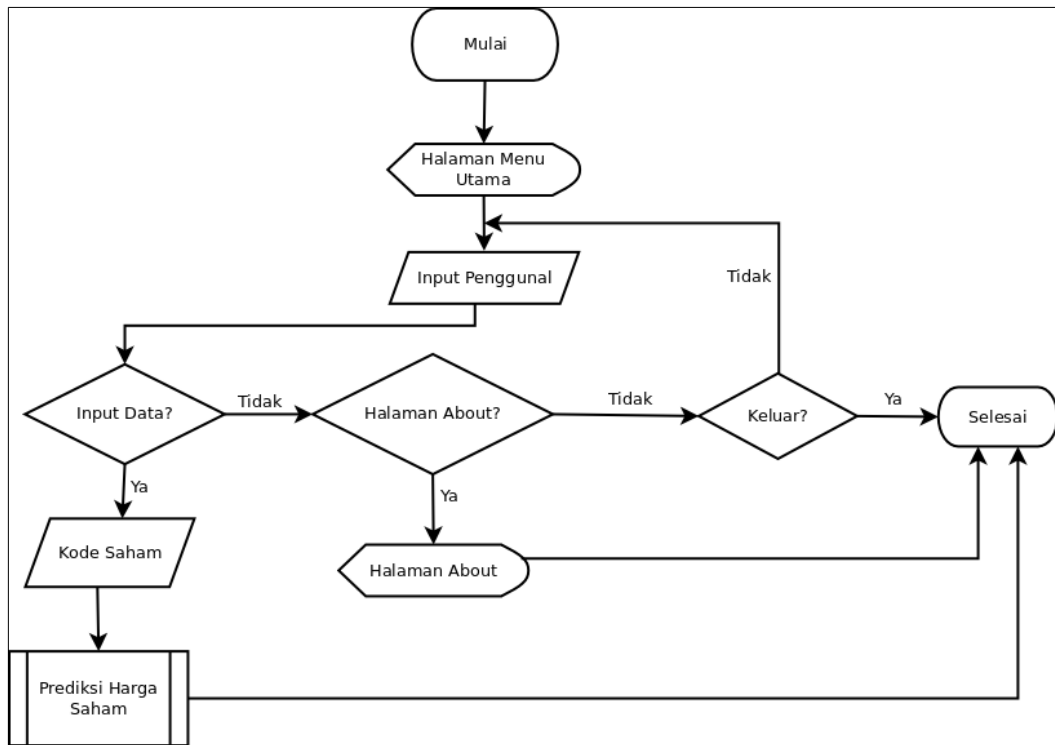 Mulai
Halaman Menu
Utama
Input Penggunal
Tidak
Input Data?
Tidak
Halaman About?
Tidak
Keluar?
Ya
Selesai
Ya
Ya
Kode Saham
Halaman About
Prediksi Harga
Saham